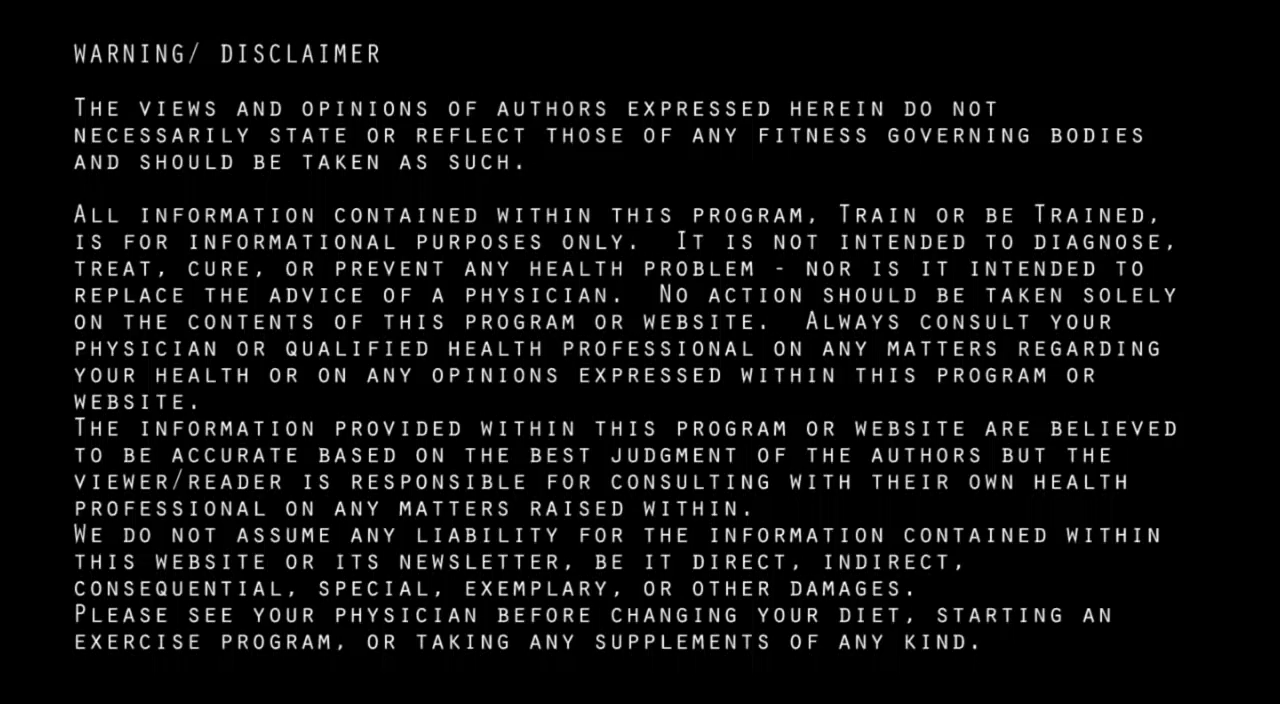 WARNING/ DISCLAIMER
THE VIEWS AND OPINIONS OF AUTHORS EXPRESSED HEREIN DO NOT
NECESSARILY STATE OR REFLECT THOSE OF ANY FITNESS GOVERNING BODIES
AND SHOULD BE TAKEN AS SUCH.
ALL INFORMATION CONTAINED WITHIN THIS PROGRAM, TRAIN OR BE TRAINED,
IS FOR INFORMATIONAL PURPOSES ONLY. IT IS NOT INTENDED TO DIAGNOSE,
TREAT, CURE, OR PREVENT ANY HEALTH PROBLEM - NOR IS IT INTENDED TO
REPLACE THE ADVICE OF A PHYSICIAN. NO ACTION SHOULD BE TAKEN SOLELY
ON THE CONTENTS OF THIS PROGRAM OR WEBSITE. ALWAYS CONSULT YOUR
PHYSICIAN OR QUALIFIED HEALTH PROFESSIONAL ON ANY MATTERS REGARDING
YOUR HEALTH OR ON ANY OPINIONS EXPRESSED WITHIN THIS PROGRAM OR
WEBSITE.
THE INFORMATION PROVIDED WITHIN THIS PROGRAM OR WEBSITE ARE BELIEVED
TO BE ACCURATE BASED ON THE BEST JUDGMENT OF THE AUTHORS BUT THE
VIEWER/READER IS RESPONSIBLE FOR CONSULTING WITH THEIR OWN HEALTH
PROFESSIONAL ON ANY MATTERS RAISED WITHIN.
WE DO NOT ASSUME ANY LIABILITY FOR THE INFORMATION CONTAINED WITHIN
THIS WEBSITE OR ITS NEWSLETTER, BE IT DIRECT, INDIRECT,
CONSEQUENTIAL, SPECIAL, EXEMPLARY, OR OTHER DAMAGES.
PLEASE SEE YOUR PHYSICIAN BEFORE CHANGING YOUR DIET, STARTING AN
EXERCISE PROGRAM, OR TAKING ANY SUPPLEMENTS OF ANY KIND.